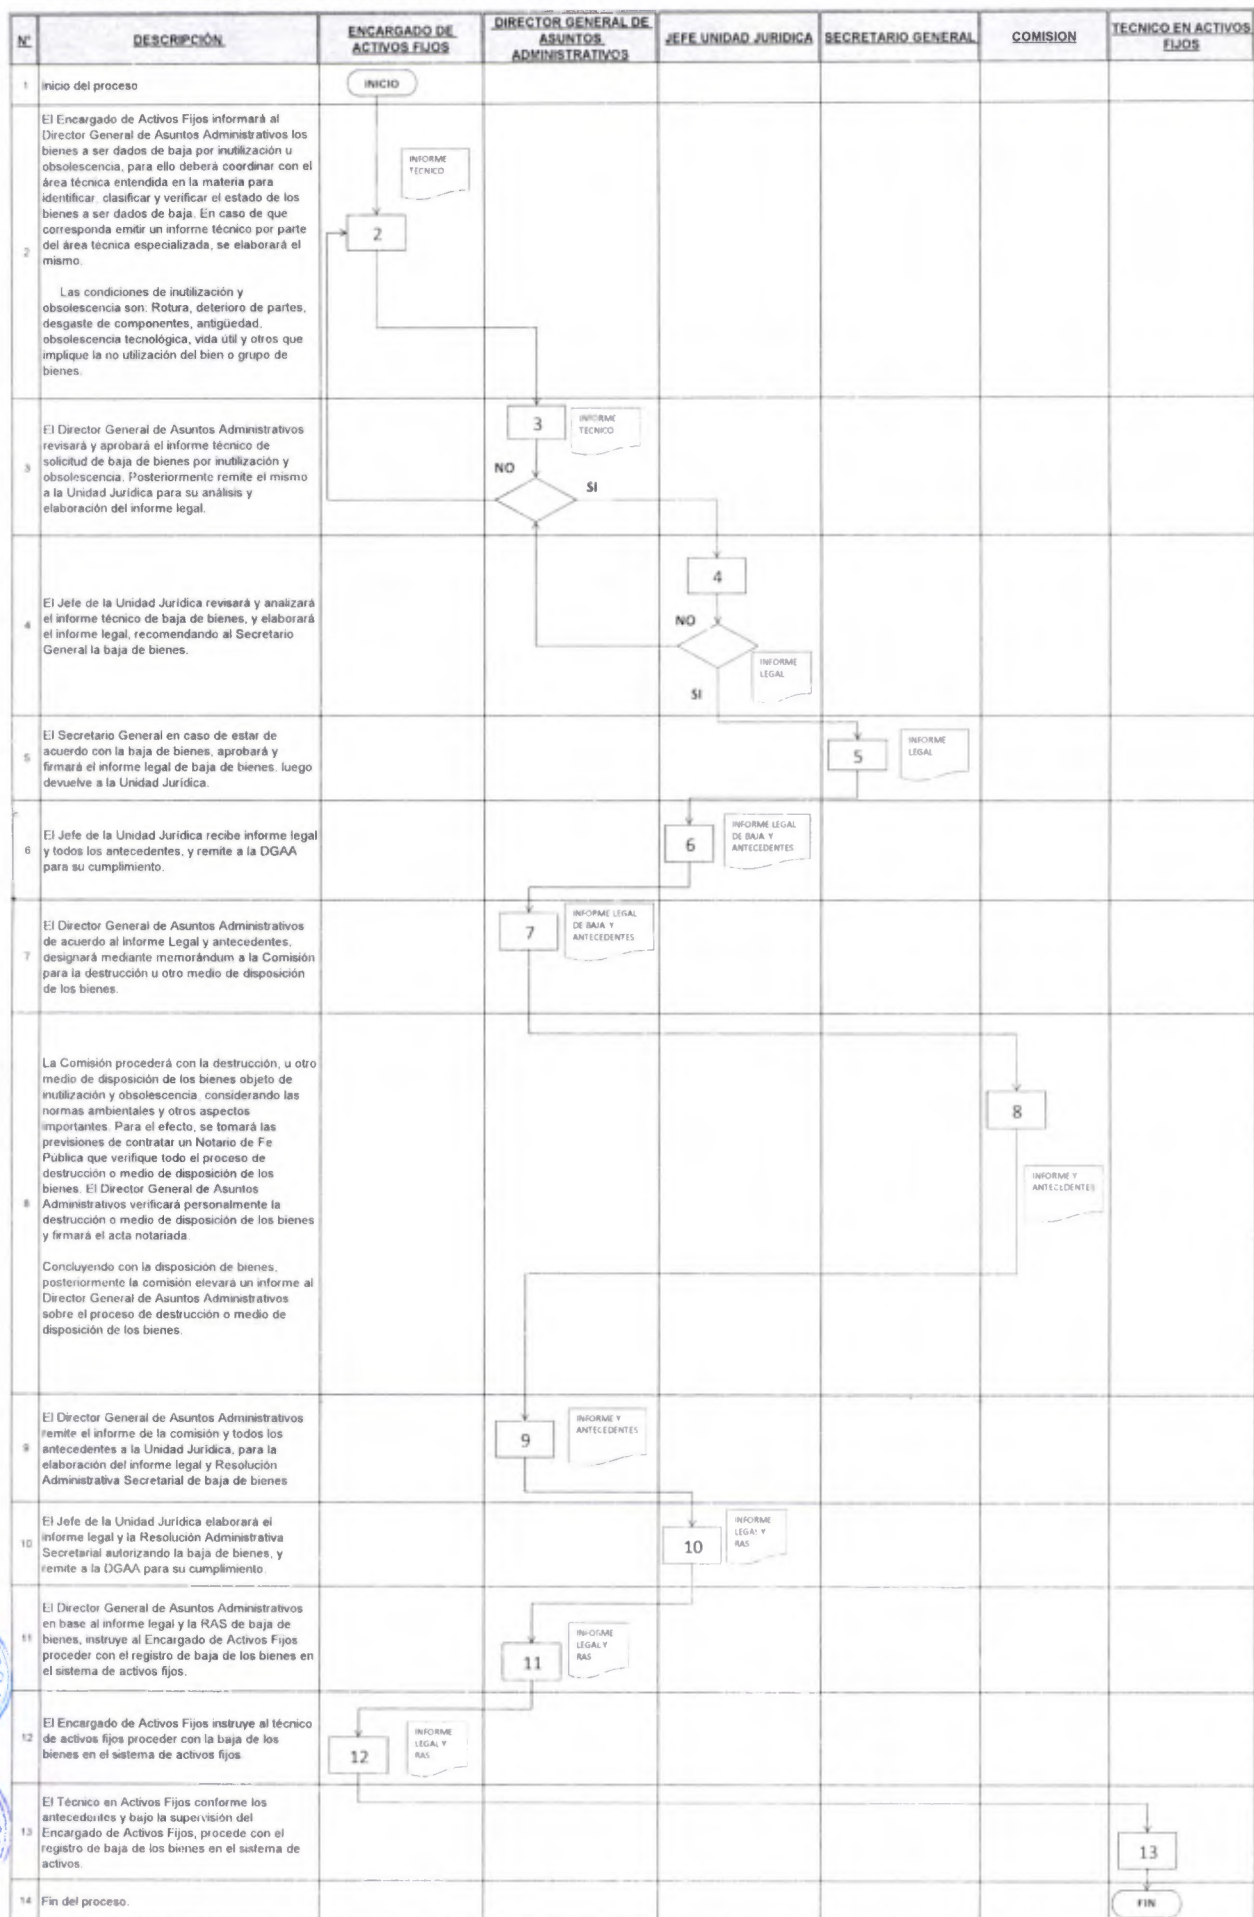 N° DESCRIPCIÓN ENCARGADO DE ACTIVOS FIJOS DIRECTOR GENERAL DE ASUNTOS ADMINISTRATIVOS JEFE UNIDAD JURIDICA SECRETARIO GENERAL COMISION TECNICO EN ACTIVOS FIJOS
1 Inicio del proceso
INICIO
2
El Encargado de Activos Fijos informará al
Director General de Asuntos Administrativos los
bienes a ser dados de baja por inutilización u
obsolescencia, para ello deberá coordinar con el
área técnica entendida en la materia para
identificar, clasificar y verificar el estado de los
bienes a ser dados de baja. En caso de que
corresponda emitir un informe técnico por parte
del área técnica especializada, se elaborará el
mismo.
Las condiciones de inutilización y
obsolescencia son: Rotura, deterioro de partes,
desgaste de componentes, antigüedad,
obsolescencia tecnológica, vida útil y otros que
implique la no utilización del bien o grupo de
bienes.
INFORME
TECNICO
2
3
El Director General de Asuntos Administrativos
revisará y aprobará el informe técnico de
solicitud de baja de bienes por inutilización y
obsolescencia. Posteriormente remite el mismo
a la Unidad Jurídica para su análisis y
elaboración del informe legal.
3
INFORME
TECNICO
NO
SI
4
El Jefe de la Unidad Jurídica revisará y analizará
el informe técnico de baja de bienes, y elaborará
el informe legal, recomendando al Secretario
General la baja de bienes.
4
NO
INFORME
LEGAL
SI
5
El Secretario General en caso de estar de
acuerdo con la baja de bienes, aprobará y
firmará el informe legal de baja de bienes, luego
devuelve a la Unidad Jurídica.
5
INFORME
LEGAL
6
El Jefe de la Unidad Jurídica recibe informe legal
y todos los antecedentes, y remite a la DGAA
para su cumplimiento.
6
INFORME LEGAL
DE BAJA Y
ANTECEDENTES
7
El Director General de Asuntos Administrativos
de acuerdo al Informe Legal y antecedentes,
designará mediante memorándum a la Comisión
para la destrucción u otro medio de disposición
de los bienes.
7
INFORME LEGAL
DE BAJA Y
ANTECEDENTES
8
La Comisión procederá con la destrucción, u otro
medio de disposición de los bienes objeto de
inutilización y obsolescencia, considerando las
normas ambientales y otros aspectos
importantes. Para el efecto, se tomará las
previsiones de contratar un Notario de Fe
Pública que verifique todo el proceso de
destrucción o medio de disposición de los
bienes. El Director General de Asuntos
Administrativos verificará personalmente la
destrucción o medio de disposición de los bienes
y firmará el acta notariada.
Concluyendo con la disposición de bienes,
posteriormente la comisión elevará un informe al
Director General de Asuntos Administrativos
sobre el proceso de destrucción o medio de
disposición de los bienes.
8
INFORME Y
ANTECEDENTES
9
El Director General de Asuntos Administrativos
remite el informe de la comisión y todos los
antecedentes a la Unidad Jurídica, para la
elaboración del informe legal y Resolución
Administrativa Secretarial de baja de bienes
9
INFORME Y
ANTECEDENTES
10
El Jefe de la Unidad Jurídica elaborará el
informe legal y la Resolución Administrativa
Secretarial autorizando la baja de bienes, y
remite a la DGAA para su cumplimiento.
10
INFORME
LEGAL Y
RAS
11
El Director General de Asuntos Administrativos
en base al informe legal y la RAS de baja de
bienes, instruye al Encargado de Activos Fijos
proceder con el registro de baja de los bienes en
el sistema de activos fijos.
11
INFORME
LEGAL Y
RAS
12
El Encargado de Activos Fijos instruye al técnico
de activos fijos proceder con la baja de los
bienes en el sistema de activos fijos
12
INFORME
LEGAL Y
RAS
13
El Técnico en Activos Fijos conforme los
antecedentes y bajo la supervisión del
Encargado de Activos Fijos, procede con el
registro de baja de los bienes en el sistema de
activos.
13
14 Fin del proceso.
FIN